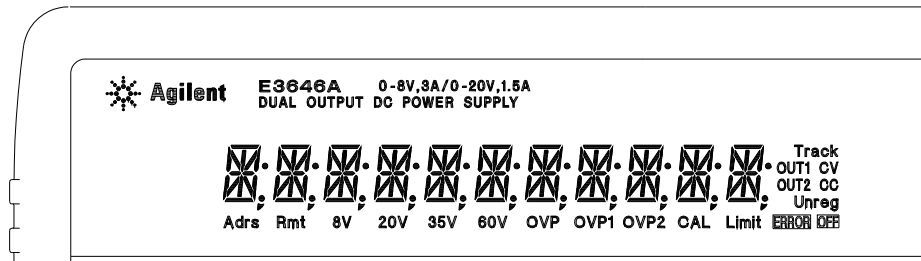 Agilent E3646A 0-8V,3A/0-20V,1.5A
DUAL OUTPUT DC POWER SUPPLY
Track
OUT1 CV
OUT2 CC
Unreg
Adrs Rmt 8V 20V 35V 60V OVP OVP1 OVP2 CAL Limit ERROR OFF